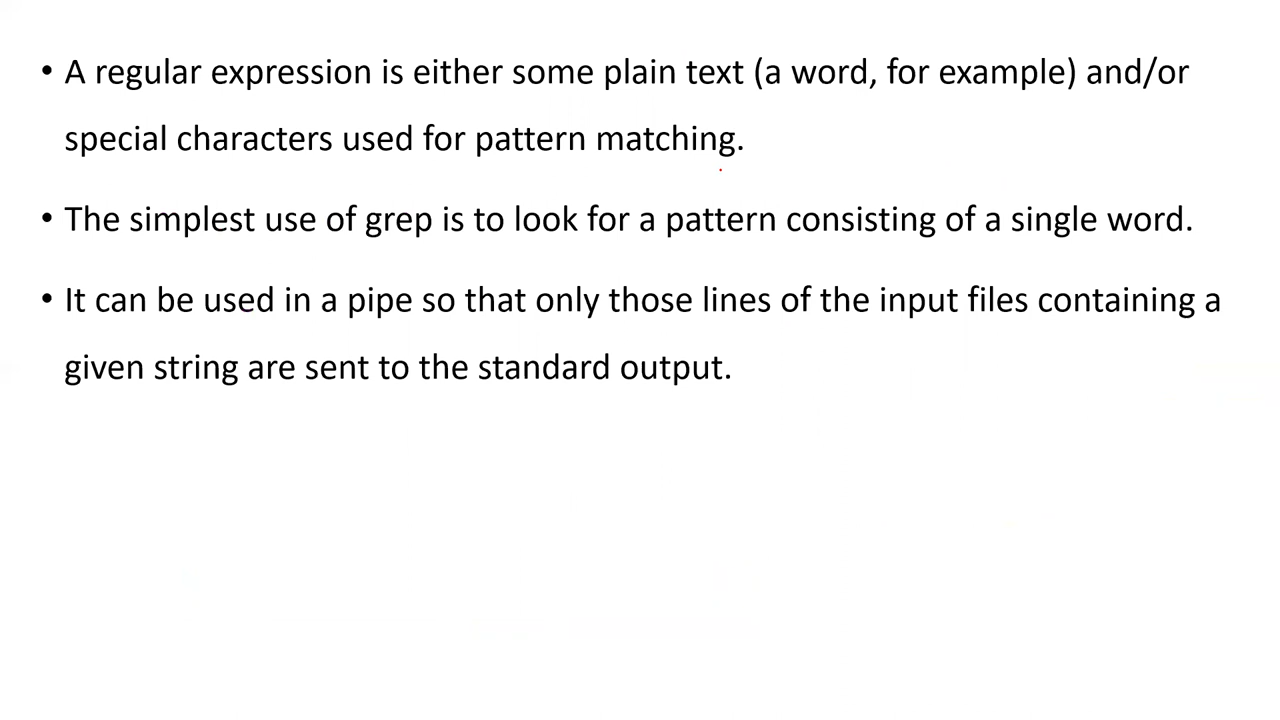 • A regular expression is either some plain text (a word, for example) and/or
special characters used for pattern matching.
• The simplest use of grep is to look for a pattern consisting of a single word.
• It can be used in a pipe so that only those lines of the input files containing a
given string are sent to the standard output.